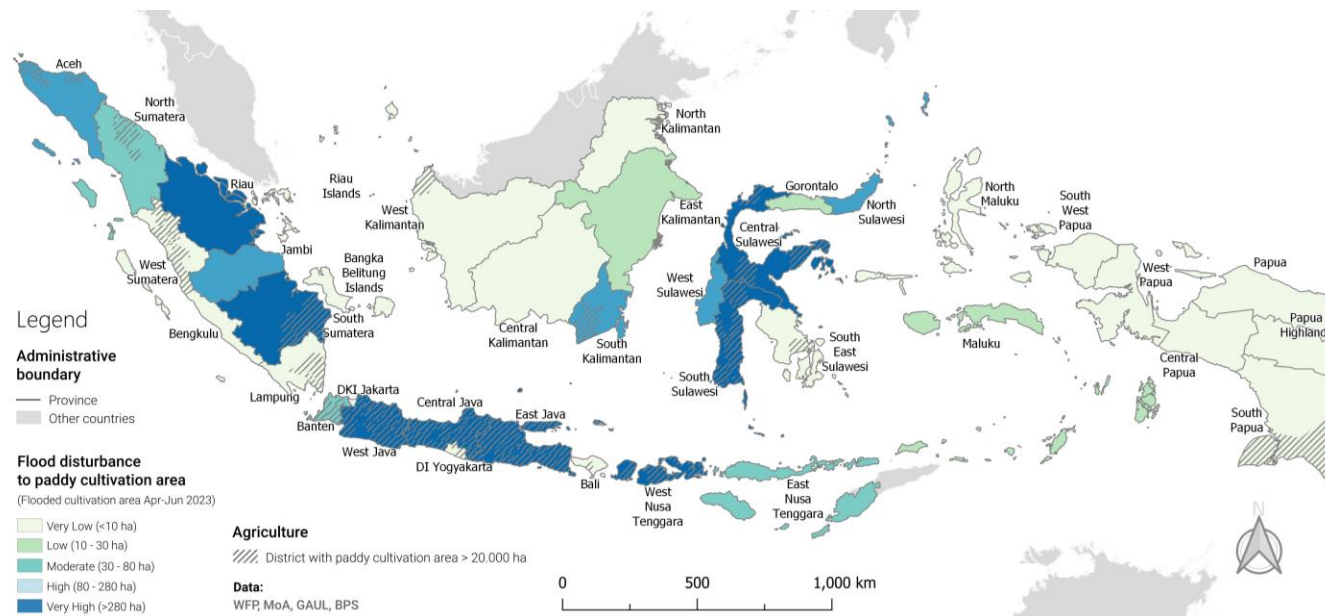 Aceh
North
Sumatera
Riau
Riau
Islands
Jambi
West
Sumatera
Bangka
Belitung
Islands
South
Sumatera
Bengkulu
Lampung
North
Kalimantan
West
Kalimantan
East
Kalimantan
Central
Kalimantan
South
Kalimantan
Gorontalo
North
Sulawesi
Central
Sulawesi
West
Sulawesi
South
East
Sulawesi
South
Sulawesi
North
Maluku
Maluku
South
West
Papua
West
Papua
Papua
Papua
Highland
Central
Papua
South
Papua
DKI Jakarta
Banten
Central Java
East Java
West Java
DI Yogyakarta
Bali
West
Nusa
Tenggara
East
Nusa
Tenggara
Legend
Administrative
boundary
Province
Other countries
Flood disturbance
to paddy cultivation area
(Flooded cultivation area Apr-Jun 2023)
Very Low (<10 ha)
Low (10 - 30 ha)
Moderate (30 - 80 ha)
High (80 - 280 ha)
Very High (>280 ha)
Agriculture
District with paddy cultivation area > 20.000 ha
Data:
WFP, MoA, GAUL, BPS
0 500 1,000 km
N